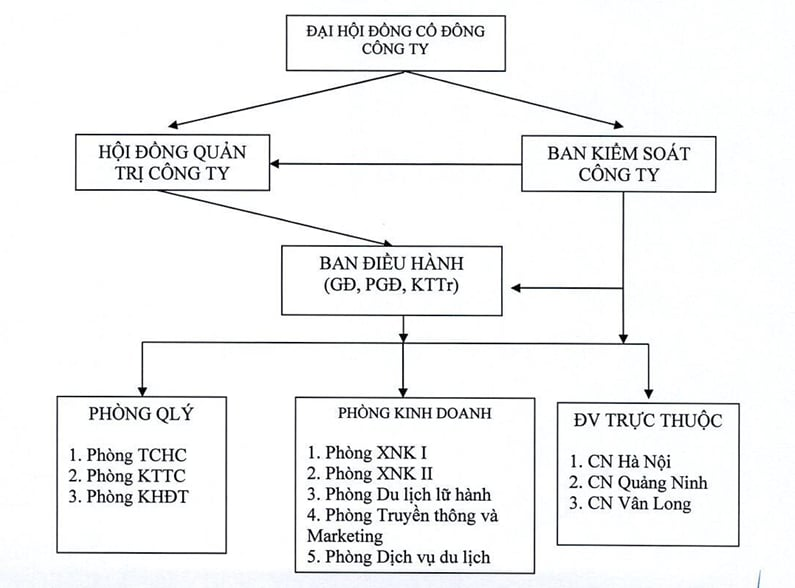 ĐẠI HỘI ĐỒNG CỔ ĐÔNG
CÔNG TY
HỘI ĐỒNG QUẢN
TRỊ CÔNG TY
BAN KIỂM SOÁT
CÔNG TY
BAN ĐIỀU HÀNH
(GĐ, PGĐ, KTTr)
PHÒNG QLÝ
1. Phòng TCHC
2. Phòng KTTC
3. Phòng KHĐT
PHÒNG KINH DOANH
1. Phòng XNK I
2. Phòng XNK II
3. Phòng Du lịch lữ hành
4. Phòng Truyền thông và
Marketing
5. Phòng Dịch vụ du lịch
ĐV TRỰC THUỘC
1. CN Hà Nội
2. CN Quảng Ninh
3. CN Vân Long